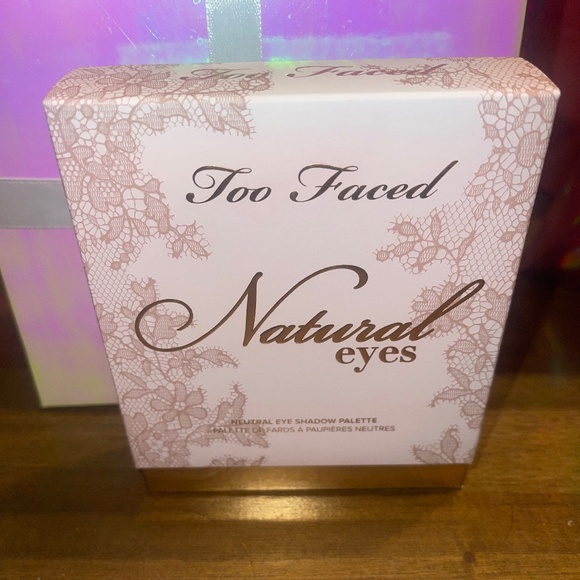 Too Faced
Too Faced
Natural
eyes
NEUTRAL EYE SHADOW PALETTE
PALETTE DE FARDS À PAUPIÈRES NEUTRES